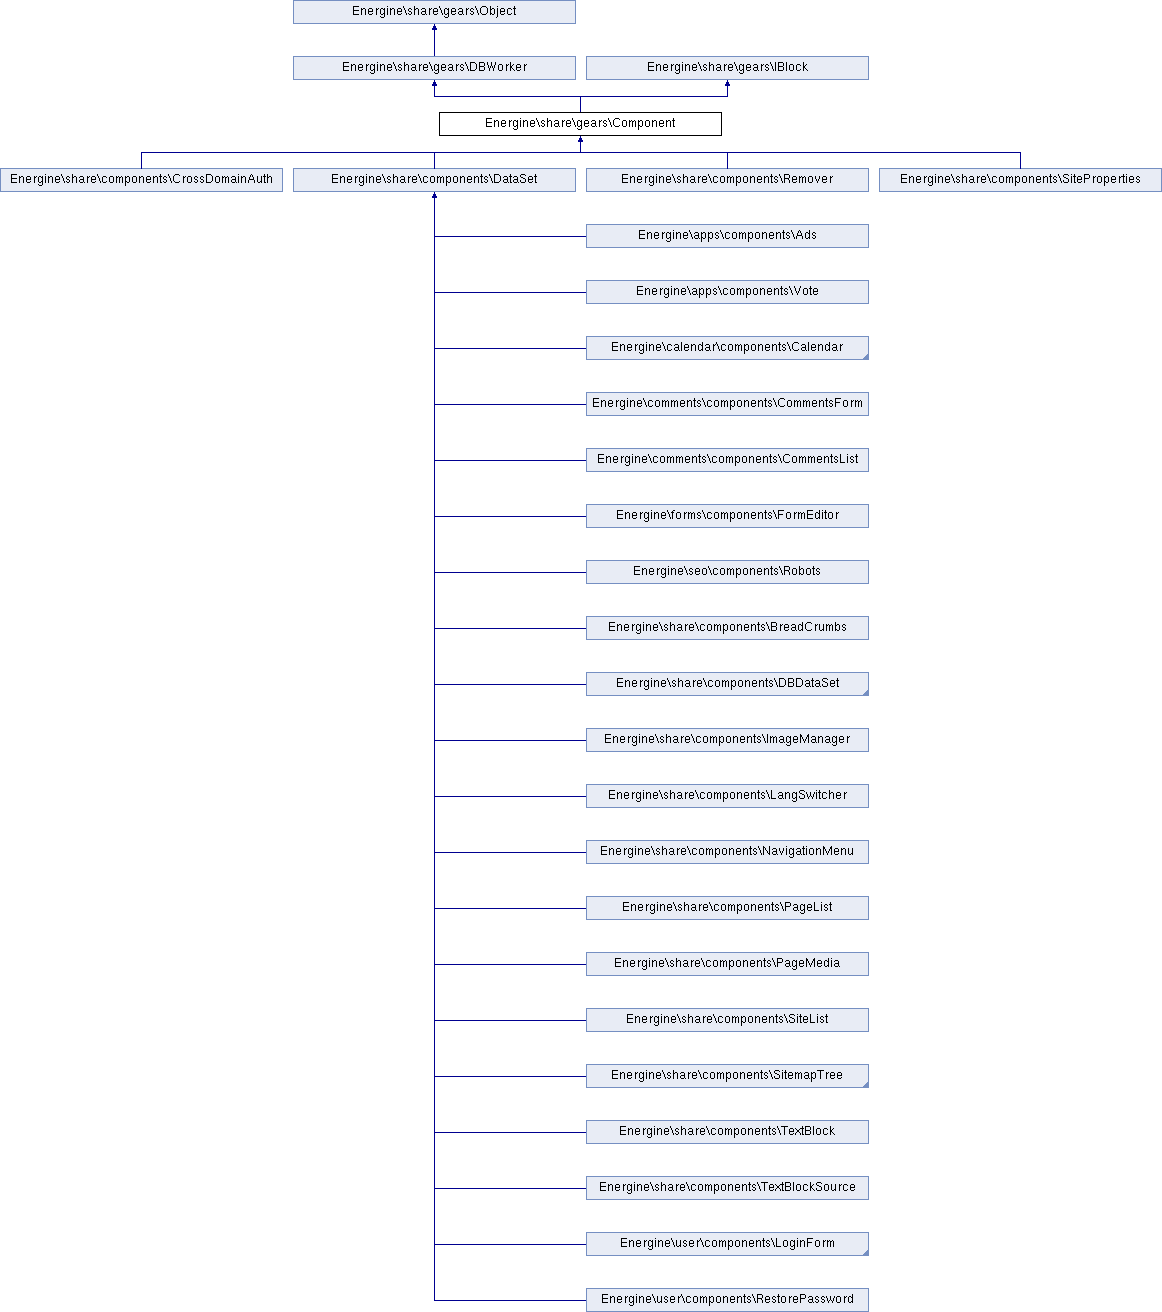 Energine\share\gears\Object
Energine\share\gears\DBWorker
Energine\share\gears\IBlock
Energine\share\gears\Component
Energine\share\components\CrossDomainAuth
Energine\share\components\DataSet
Energine\share\components\Remover
Energine\share\components\SiteProperties
Energine\apps\components\Ads
Energine\apps\components\Vote
Energine\calendar\components\Calendar
Energine\comments\components\CommentsForm
Energine\comments\components\CommentsList
Energine\forms\components\FormEditor
Energine\seo\components\Robots
Energine\share\components\BreadCrumbs
Energine\share\components\DBDataSet
Energine\share\components\ImageManager
Energine\share\components\LangSwitcher
Energine\share\components\NavigationMenu
Energine\share\components\PageList
Energine\share\components\PageMedia
Energine\share\components\SiteList
Energine\share\components\SitemapTree
Energine\share\components\TextBlock
Energine\share\components\TextBlockSource
Energine\user\components\LoginForm
Energine\user\components\RestorePassword